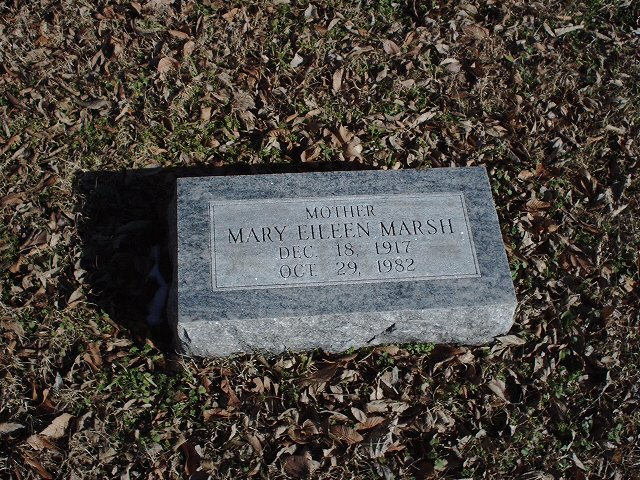 MOTHER
MARY EILEEN MARSH
DEC. 18, 1917
OCT 29, 1982